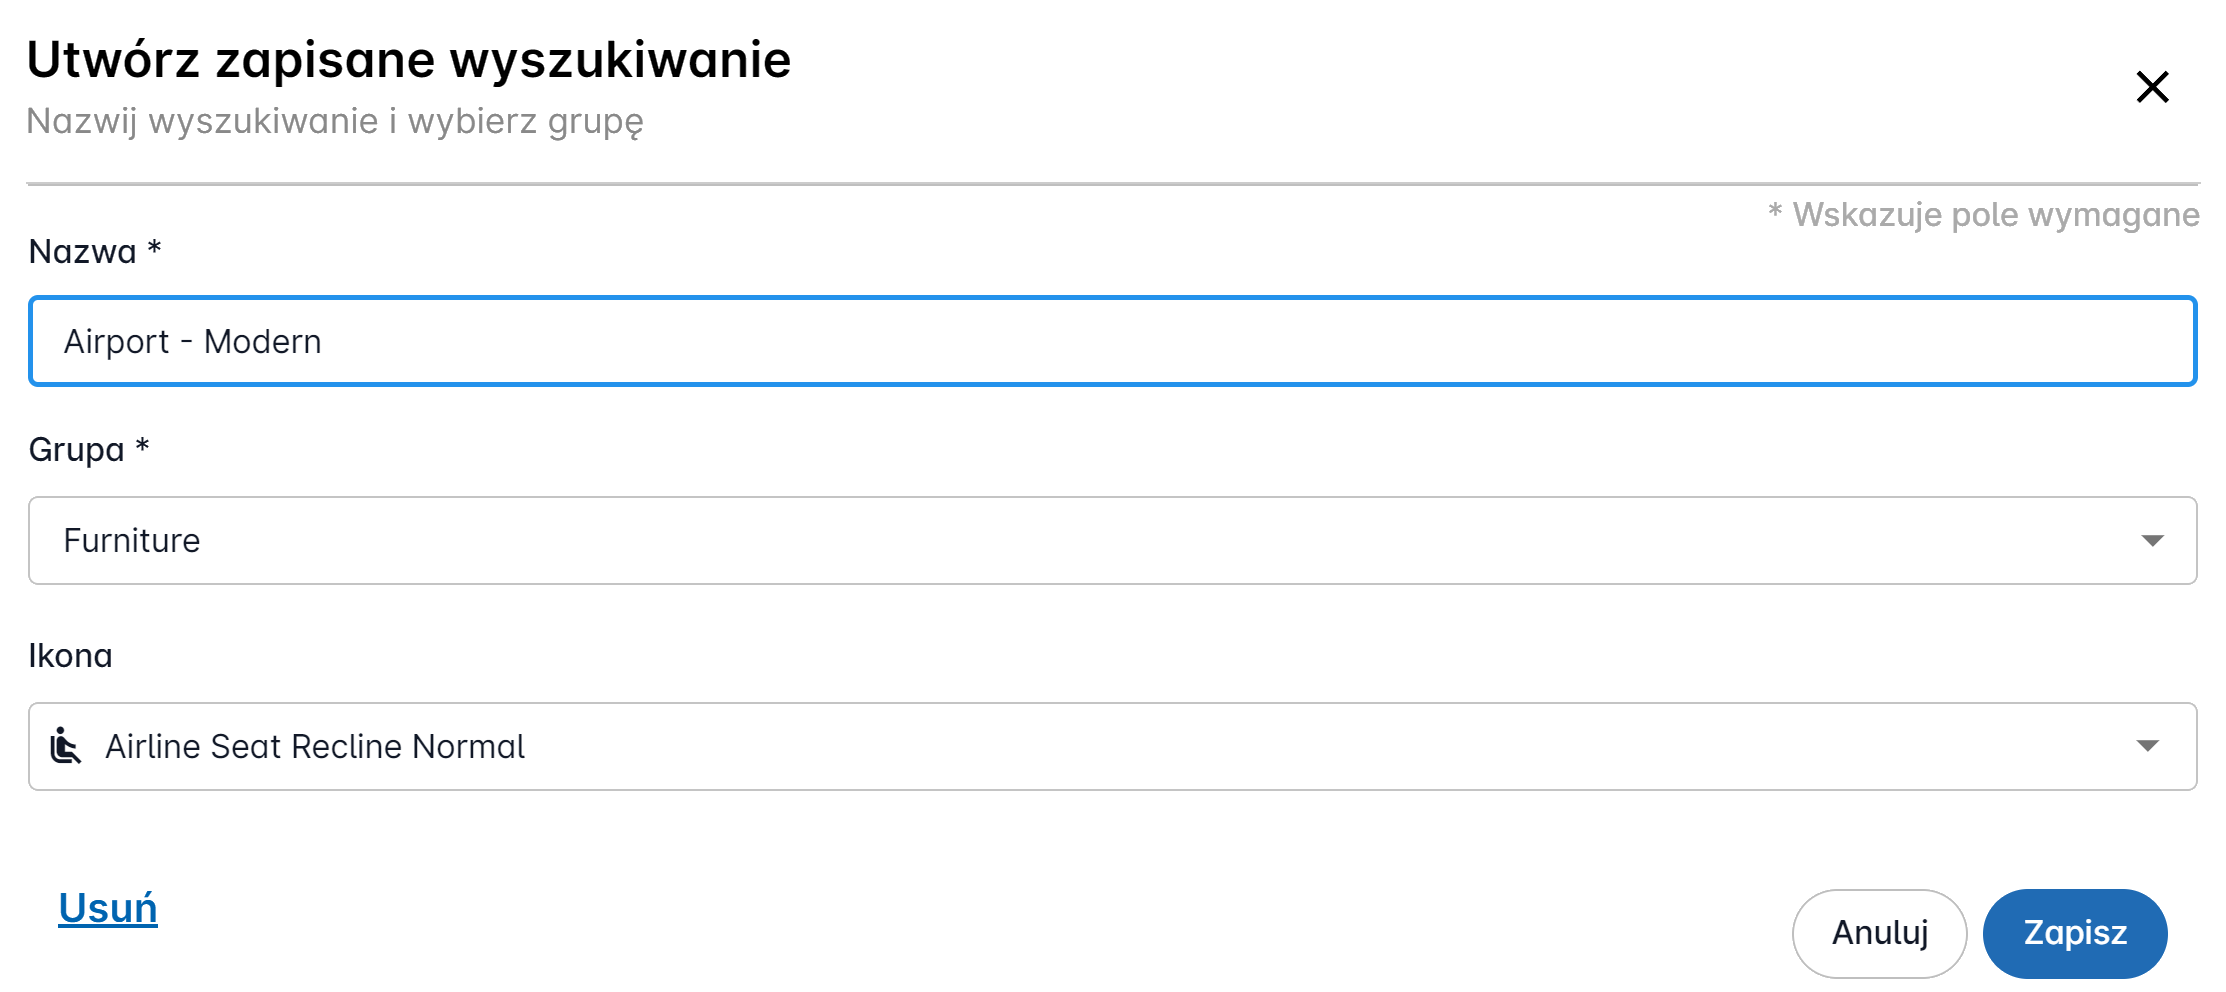 Utwórz zapisane wyszukiwanie
Nazwij wyszukiwanie i wybierz grupę
* Wskazuje pole wymagane
Nazwa *
Airport - Modern
Grupa *
Furniture
Ikona
Airline Seat Recline Normal
Usuń
Anuluj
Zapisz